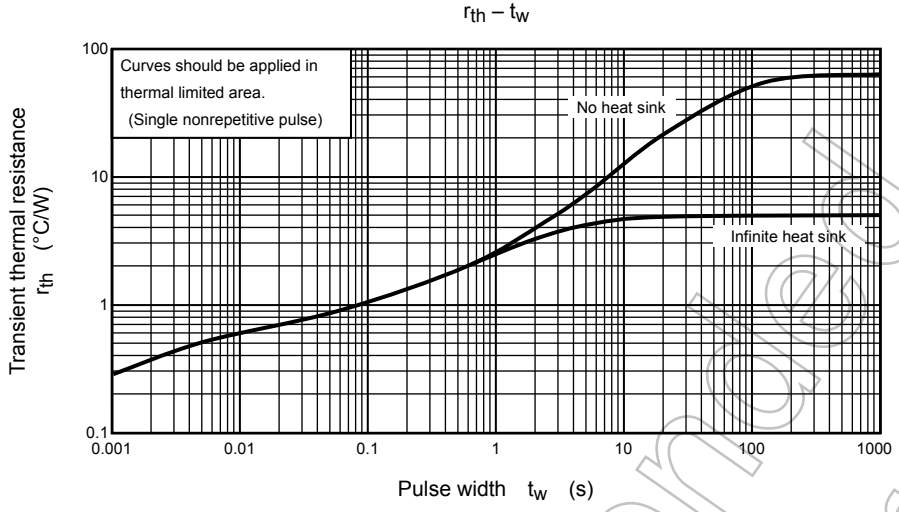 rth – tw
100
Curves should be applied in
thermal limited area.
(Single nonrepetitive pulse)
No heat sink
10
Infinite heat sink
1
0.1
0.001
0.01
0.1
1
10
100
1000
Transient thermal resistance
rth (°C/W)
Pulse width tw (s)
ended